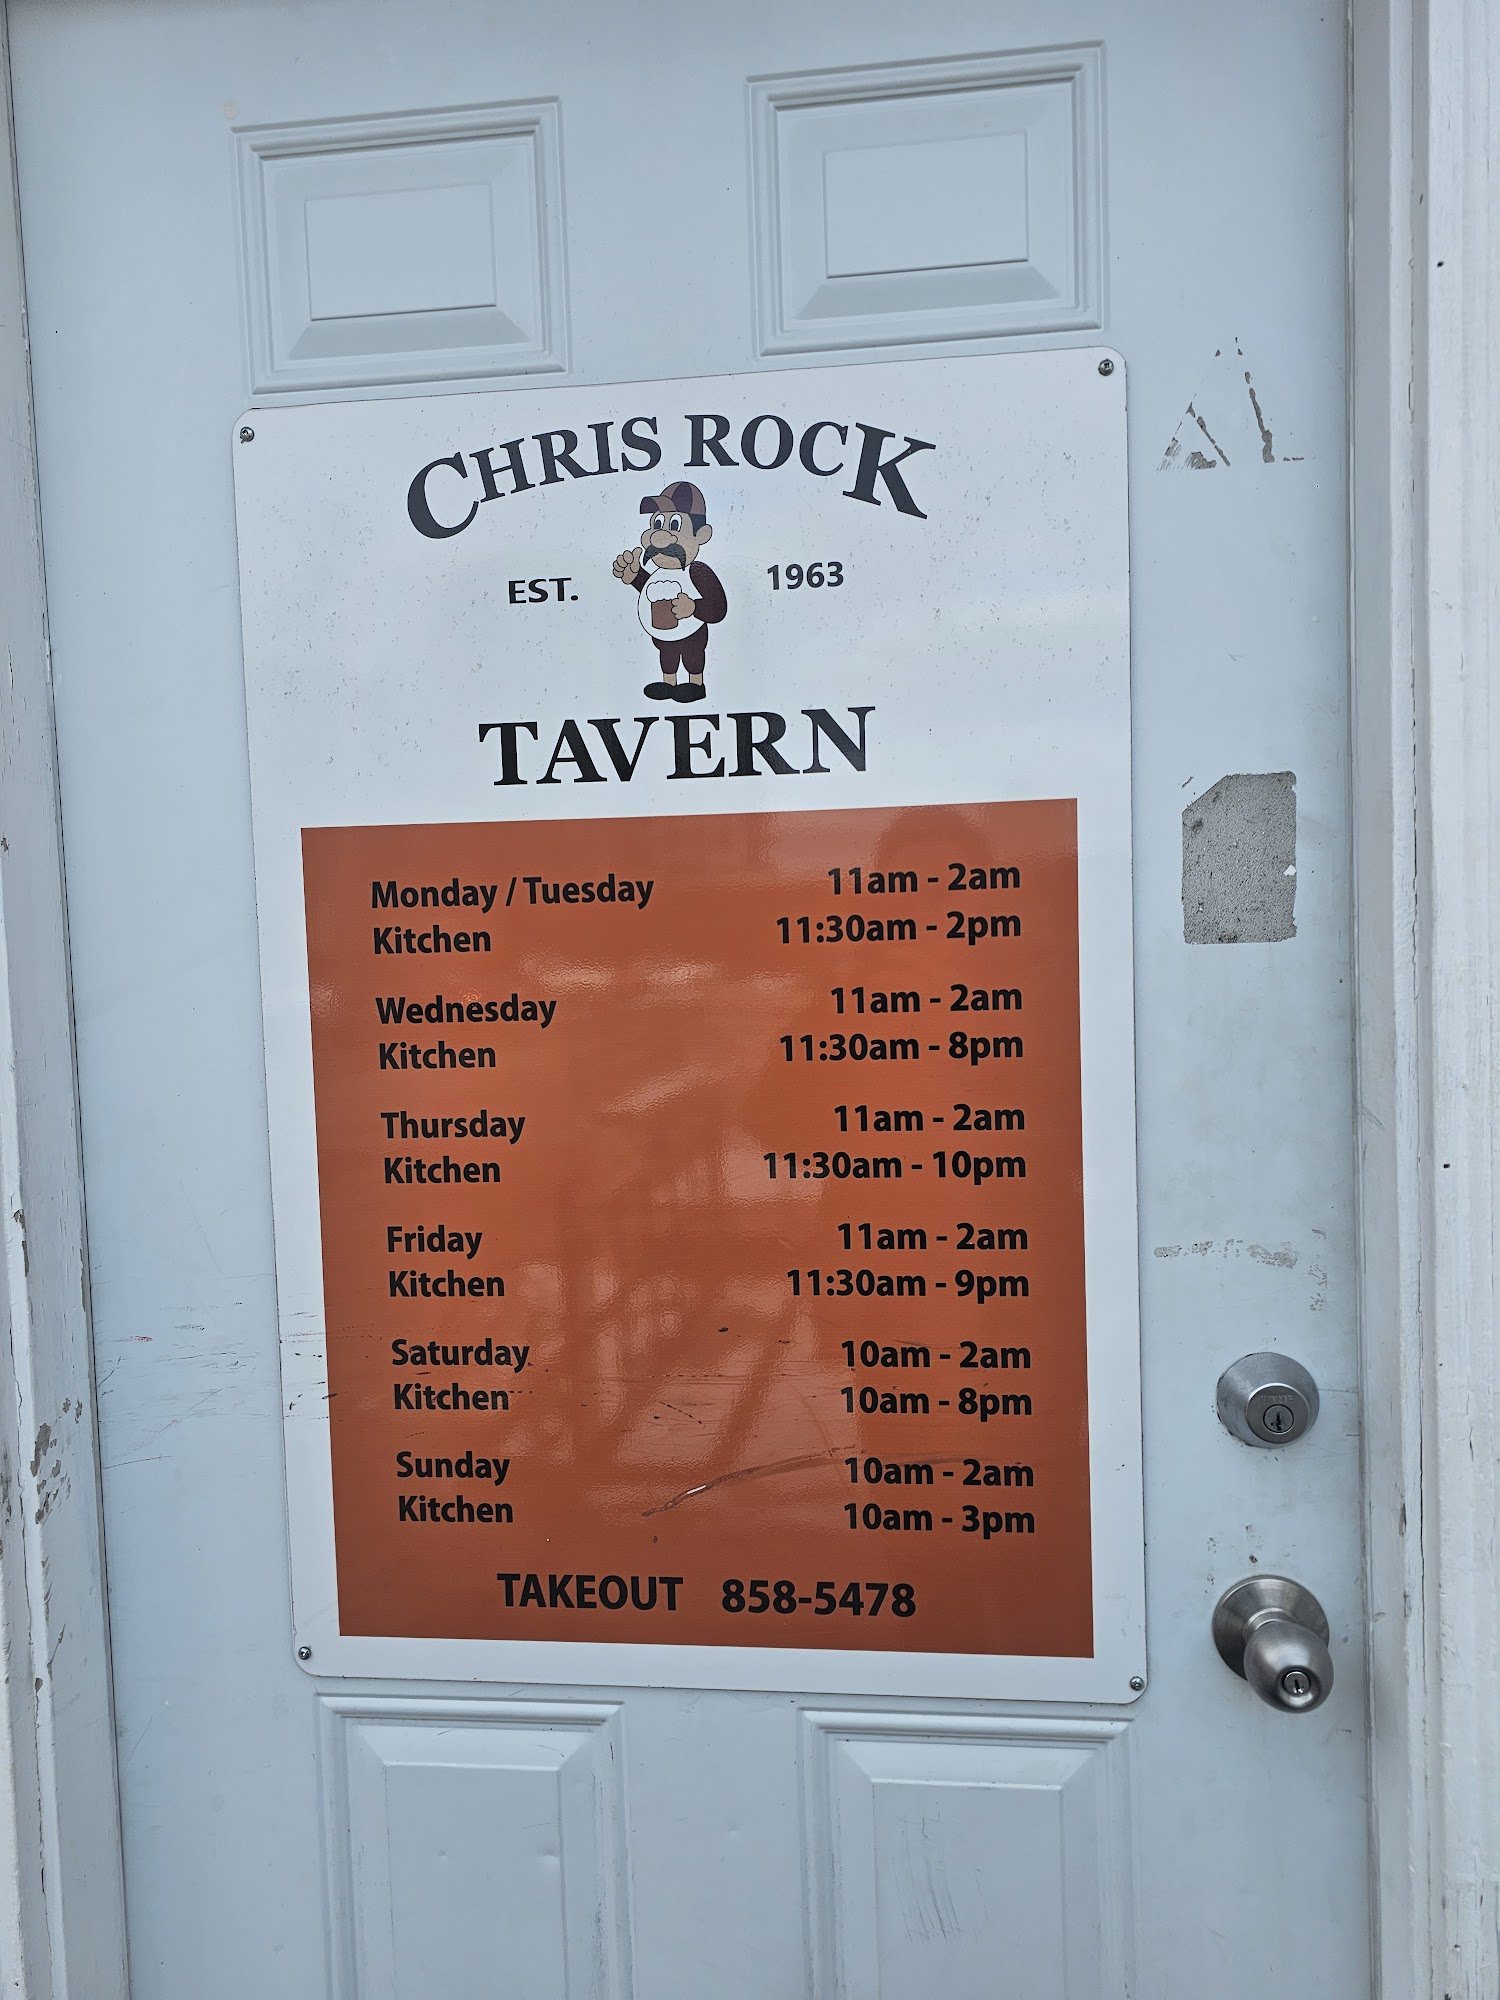 CHRIS ROCK
EST. 1963
TAVERN
Monday / Tuesday 11am - 2am
Kitchen 11:30am - 2pm
Wednesday 11am - 2am
Kitchen 11:30am - 8pm
Thursday 11am - 2am
Kitchen 11:30am - 10pm
Friday 11am - 2am
Kitchen 11:30am - 9pm
Saturday 10am - 2am
Kitchen 10am - 8pm
Sunday 10am - 2am
Kitchen 10am - 3pm
TAKEOUT 858-5478